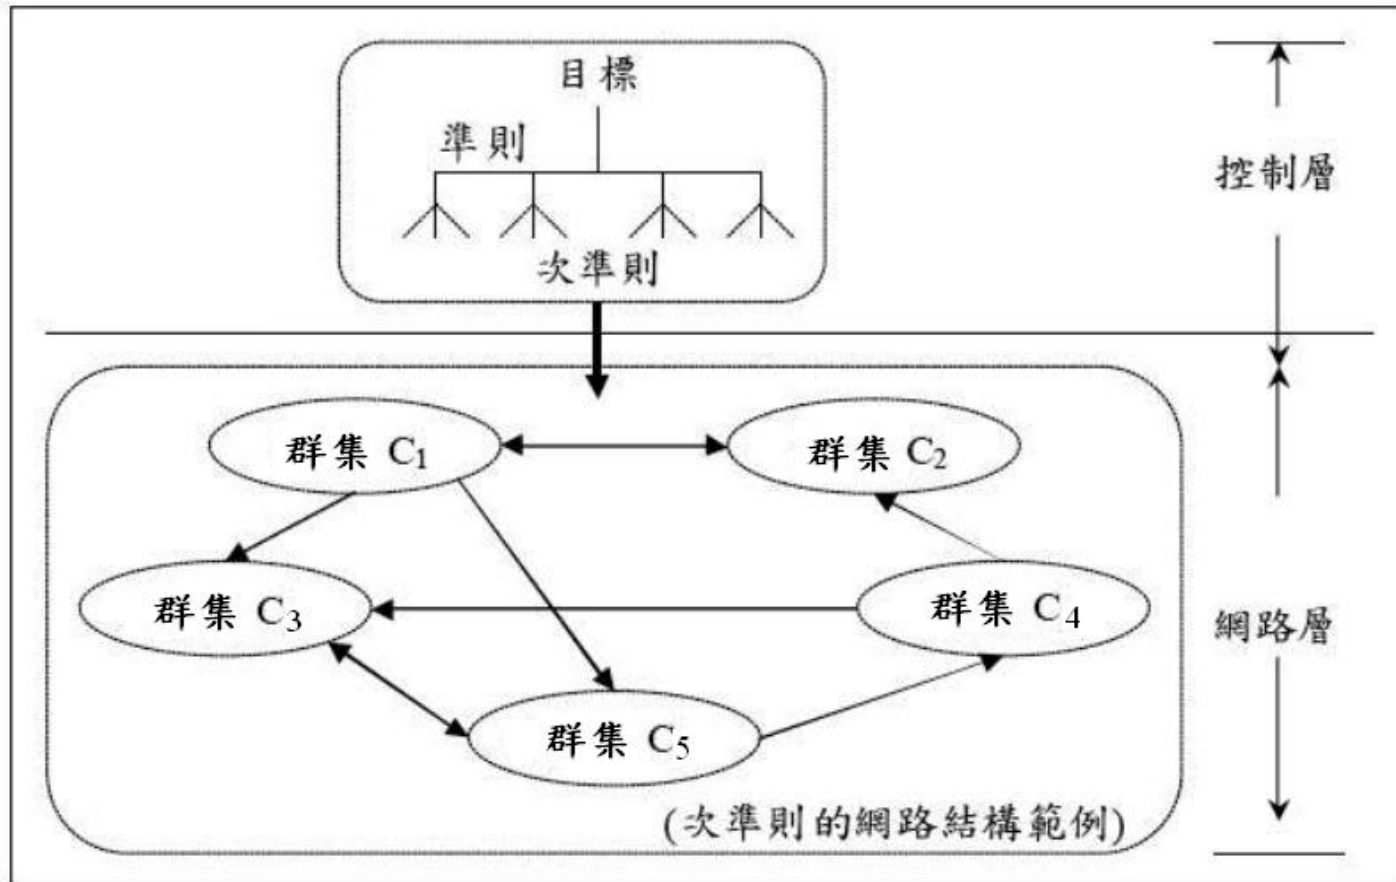 目標
準則
次準則
控制層
群集 C1
群集 C2
群集 C3
群集 C4
網路層
群集 C5
(次準則的網路結構範例)